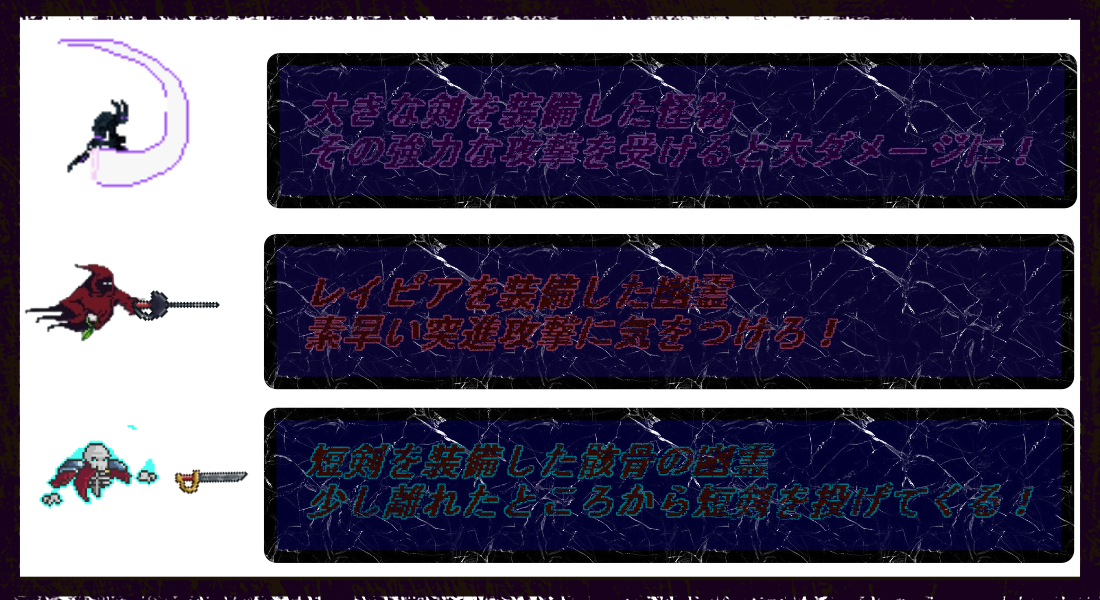 大きな剣を装備した怪物
その強力な攻撃を受けると大ダメージに！
レイピアを装備した幽霊
素早い突進攻撃に気をつけろ！
短剣を装備した骸骨の幽霊
少し離れたところから短剣を投げてくる！